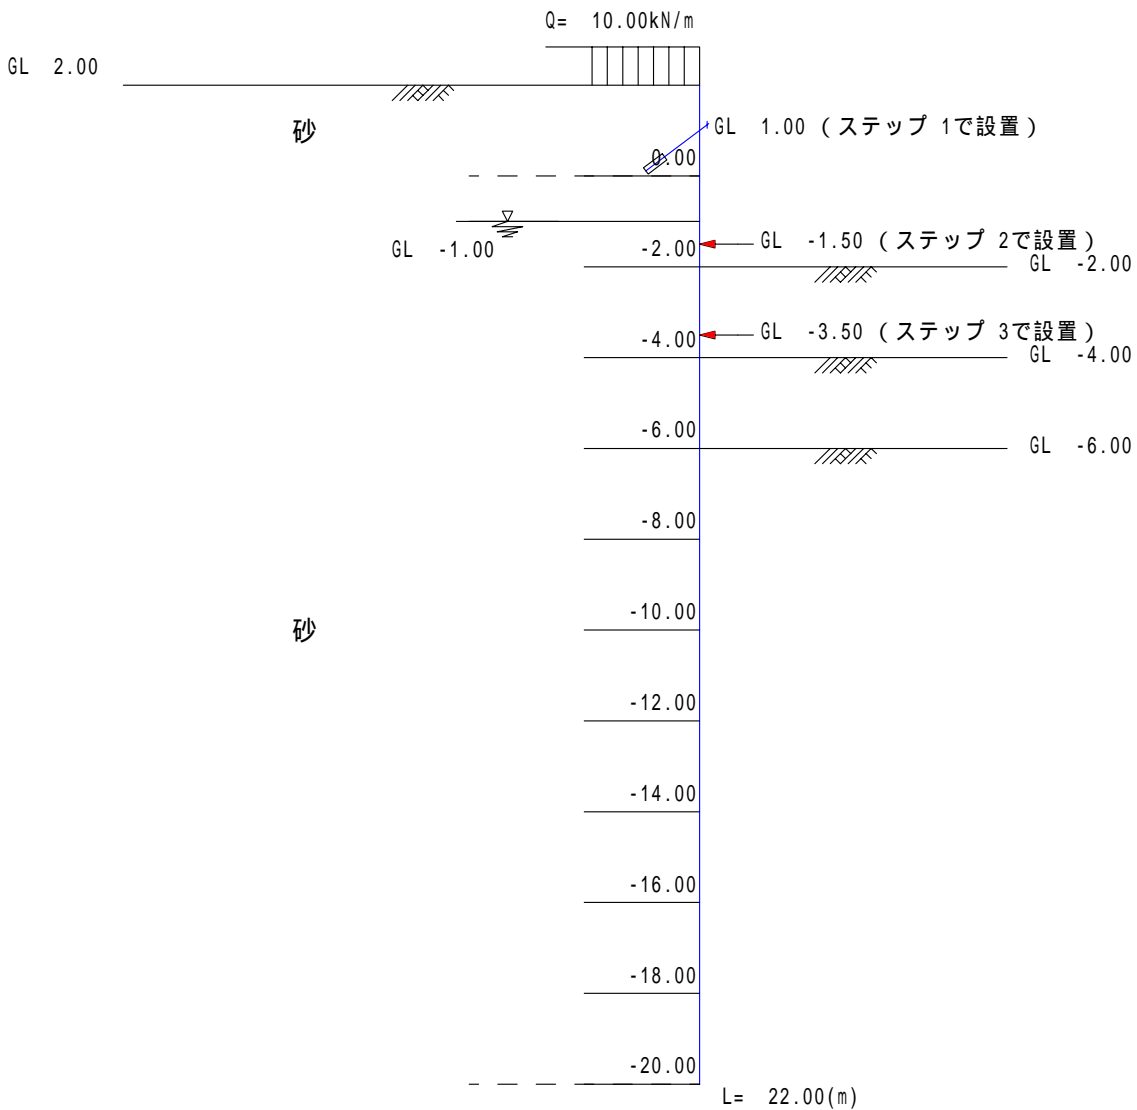 Q= 10.00kN/m
GL 2.00
砂
GL 1.00 (ステップ 1で設置)
0.00
GL -1.00
-2.00
GL -1.50 (ステップ 2で設置)
GL -2.00
-4.00
GL -3.50 (ステップ 3で設置)
GL -4.00
-6.00
GL -6.00
-8.00
-10.00
砂
-12.00
-14.00
-16.00
-18.00
-20.00
L= 22.00(m)